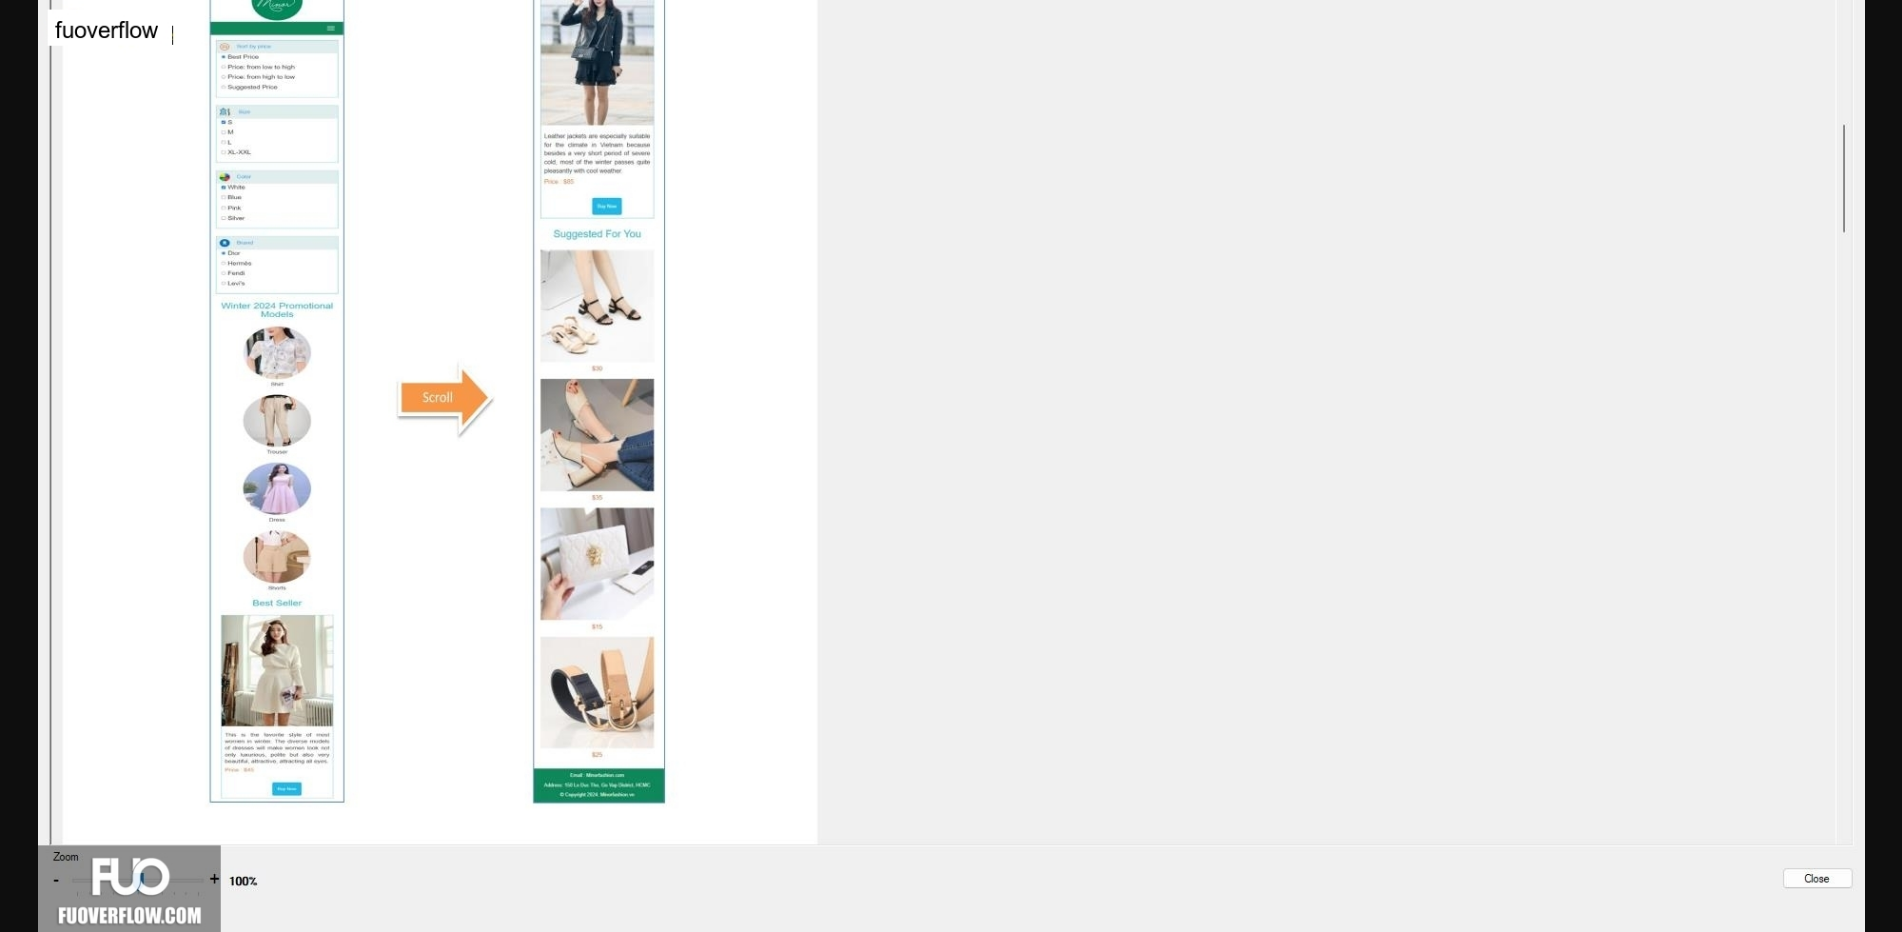 fuoverflow
Miner
Sort by price
Best Price
Price: from low to high
Price: from high to low
Suggested Price
Size
S
M
L
XL-XXL
Color
White
Blue
Pink
Silver
Brand
Dior
Hermès
Fendi
Levi's
Winter 2024 Promotional
Models
Shirt
Trouser
Dress
Shorts
Best Seller
This is the favorite style of most
women in winter. The diverse models
of dresses will make women look not
only luxurious, polite but also very
beautiful, attractive, attracting all eyes.
Price : $45
Buy Now
Scroll
Leather jackets are especially suitable
for the climate in Vietnam because
besides a very short period of severe
cold, most of the winter passes quite
pleasantly with cool weather.
Price : $85
Buy Now
Suggested For You
$30
$35
$15
$25
Email : Minerfashion.com
Address: 150 Le Duc Tho, Go Vap District, HCMC
© Copyright 2024. Minerfashion.vn
Zoom
- + 100%
Close
FUO
FUOVERFLOW.COM